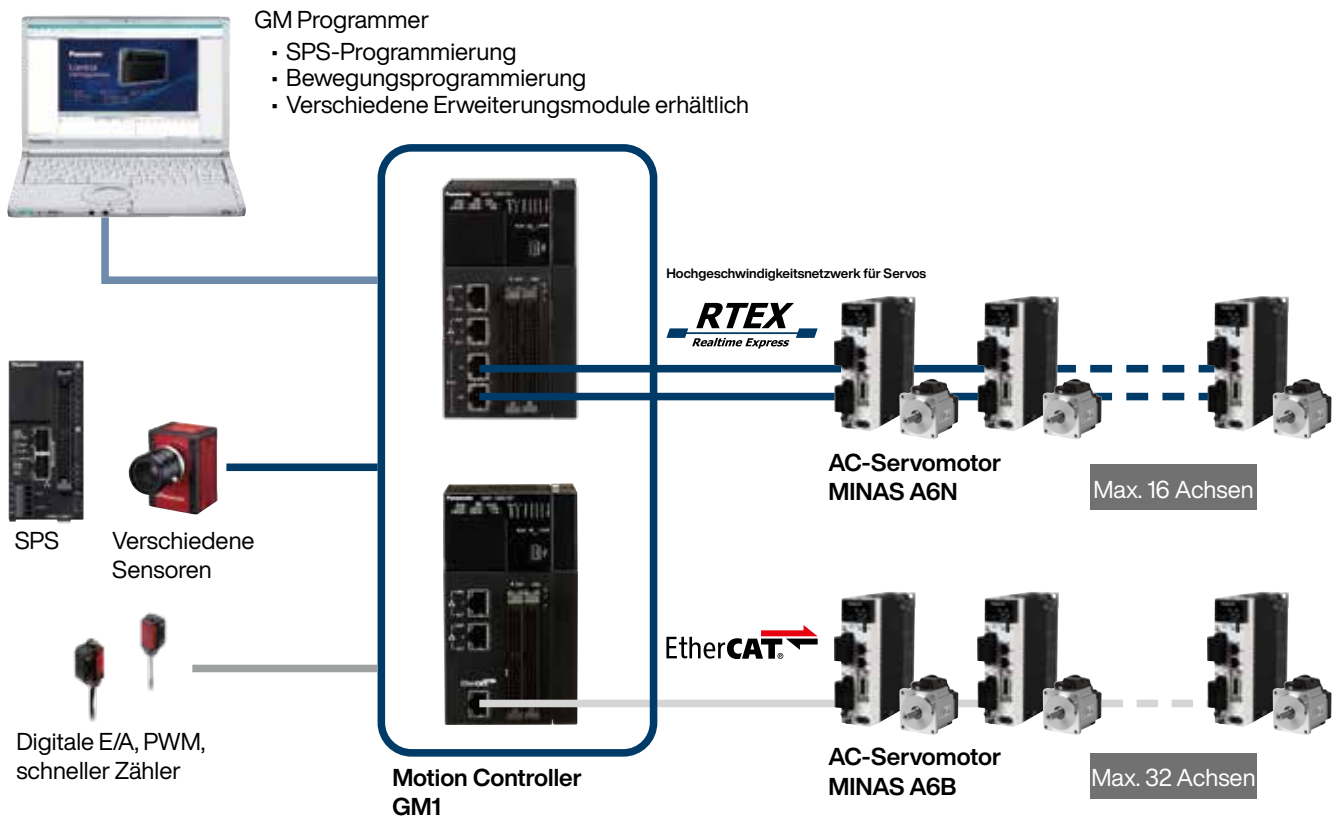 GM Programmer
· SPS-Programmierung
· Bewegungsprogrammierung
· Verschiedene Erweiterungsmodule erhältlich
Panasonic
Hochgeschwindigkeitsnetzwerk für Servos
RTEX
Realtime Express
AC-Servomotor
MINAS A6N
Max. 16 Achsen
SPS
Verschiedene
Sensoren
EtherCAT®
Digitale E/A, PWM,
schneller Zähler
Motion Controller
GM1
AC-Servomotor
MINAS A6B
Max. 32 Achsen